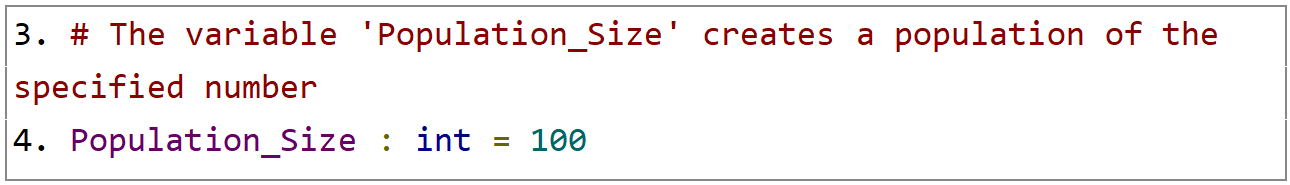 3. # The variable 'Population_Size' creates a population of the
specified number
4. Population_Size : int = 100